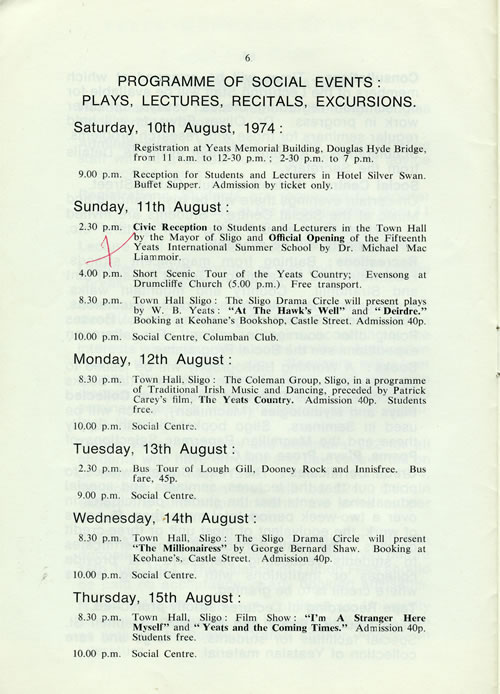 6.
PROGRAMME OF SOCIAL EVENTS :
PLAYS, LECTURES, RECITALS, EXCURSIONS.
Saturday, 10th August, 1974 :
Registration at Yeats Memorial Building, Douglas Hyde Bridge,
from 11 a.m. to 12-30 p.m. ; 2-30 p.m. to 7 p.m.
9.00 p.m. Reception for Students and Lecturers in Hotel Silver Swan.
Buffet Supper. Admission by ticket only.
Sunday, 11th August :
2.30 p.m. Civic Reception to Students and Lecturers in the Town Hall
by the Mayor of Sligo and Official Opening of the Fifteenth
Yeats International Summer School by Dr. Michael Mac
Liammoir.
4.00 p.m. Short Scenic Tour of the Yeats Country; Evensong at
Drumcliffe Church (5.00 p.m.) Free transport.
8.30 p.m. Town Hall Sligo : The Sligo Drama Circle will present plays
by W. B. Yeats : "At The Hawk's Well" and "Deirdre."
Booking at Keohane's Bookshop, Castle Street. Admission 40p.
10.00 p.m. Social Centre, Columban Club.
Monday, 12th August :
8.30 p.m. Town Hall, Sligo : The Coleman Group, Sligo, in a programme
of Traditional Irish Music and Dancing, preceded by Patrick
Carey's film, The Yeats Country. Admission 40p. Students
free.
10.00 p.m. Social Centre.
Tuesday, 13th August :
2.30 p.m. Bus Tour of Lough Gill, Dooney Rock and Innisfree. Bus
fare, 45p.
9.00 p.m. Social Centre.
Wednesday, 14th August :
8.30 p.m. Town Hall, Sligo : The Sligo Drama Circle will present
"The Millionairess" by George Bernard Shaw. Booking at
Keohane's, Castle Street. Admission 40p.
10.00 p.m. Social Centre.
Thursday, 15th August :
8.30 p.m. Town Hall, Sligo : Film Show : "I'm A Stranger Here
Myself" and "Yeats and the Coming Times." Admission 40p.
Students free.
10.00 p.m. Social Centre.